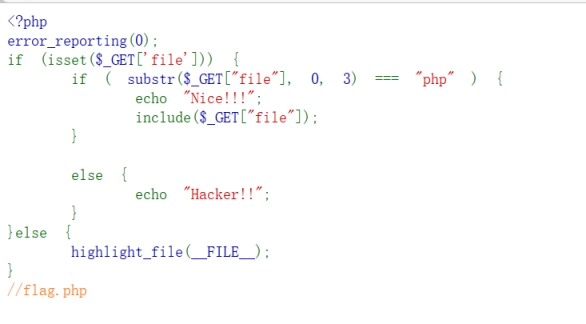 <?php
error_reporting(0);
if (isset($_GET['file'])) {
if ( substr($_GET["file"], 0, 3) === "php" ) {
echo "Nice!!!";
include($_GET["file"]);
}
else {
echo "Hacker!!";
}
}else {
highlight_file(__FILE__);
}
//flag.php